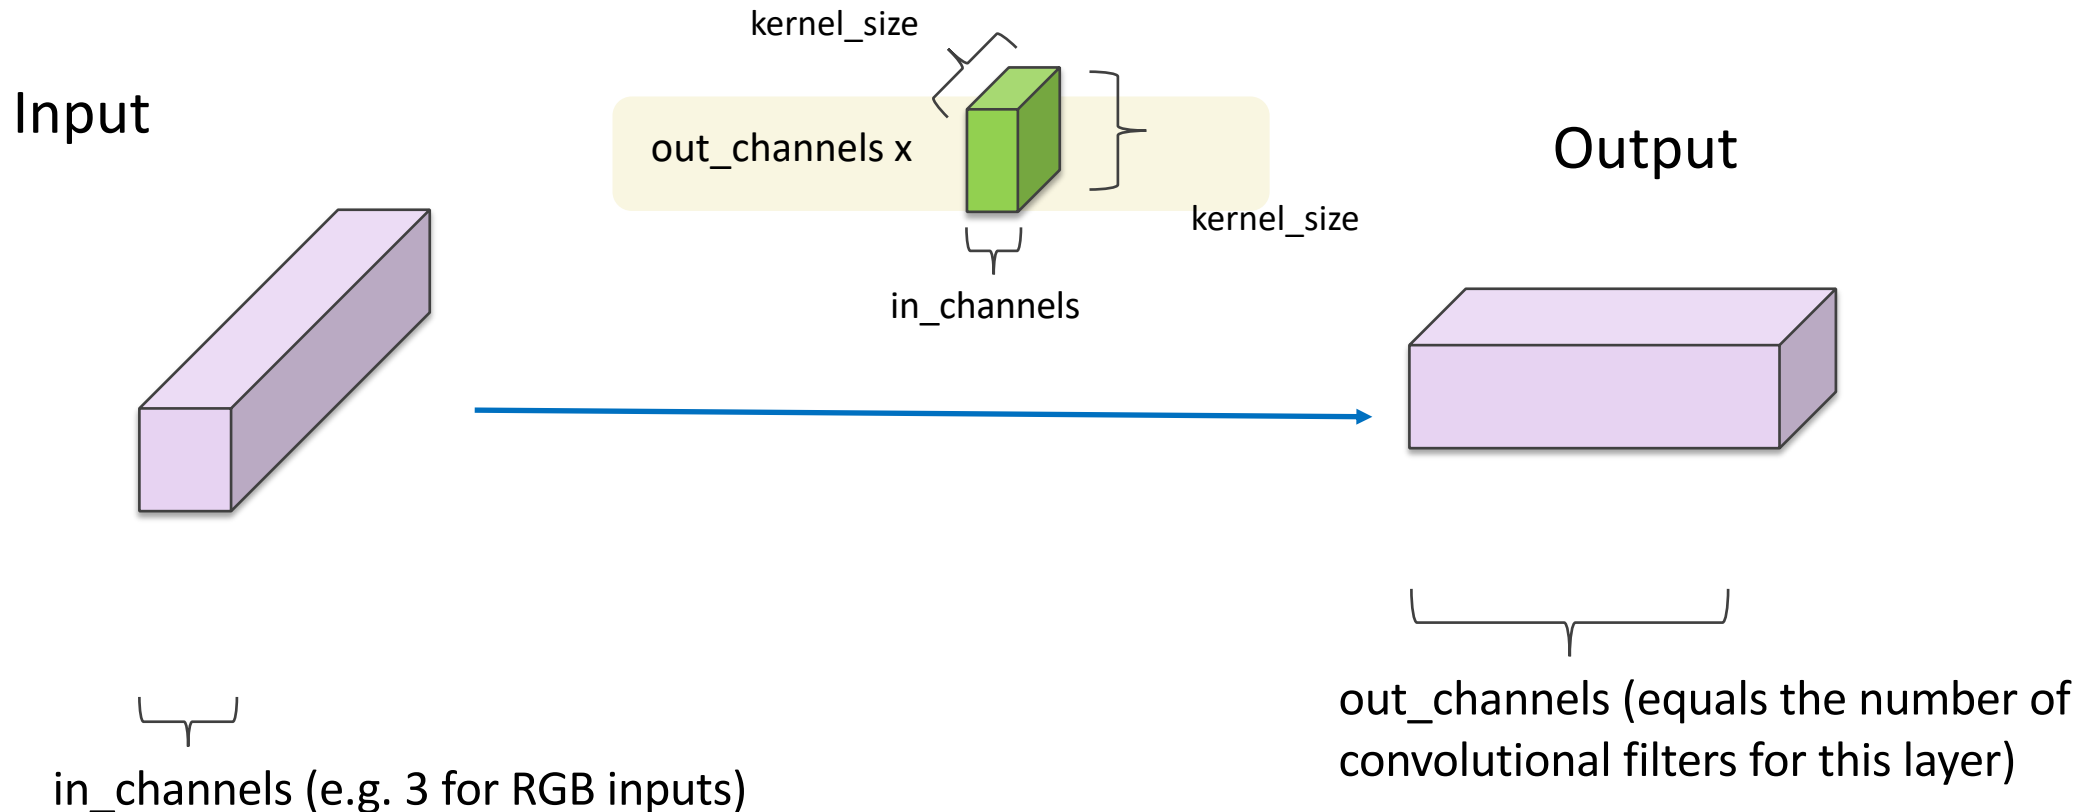 kernel_size
Input
out_channels x
Output
kernel_size
in_channels
out_channels (equals the number of
convolutional filters for this layer)
in_channels (e.g. 3 for RGB inputs)